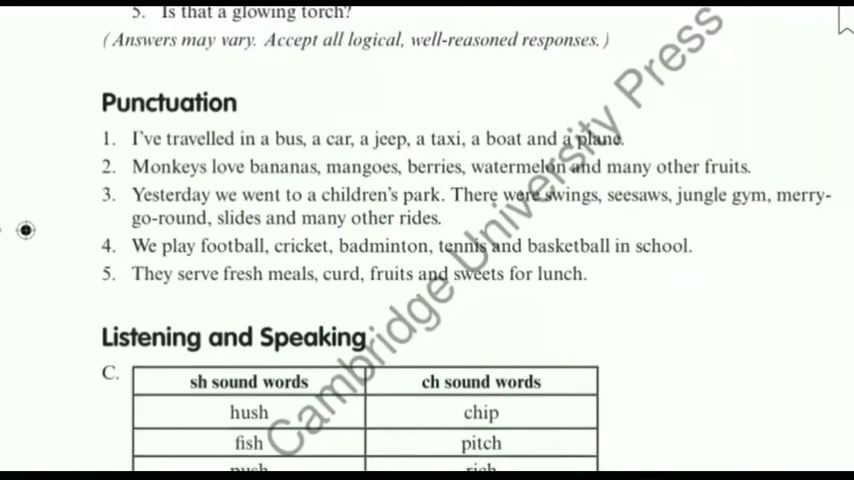 5. Is that a glowing torch?
(Answers may vary. Accept all logical, well-reasoned responses.)
Punctuation
1. I've travelled in a bus, a car, a jeep, a taxi, a boat and a plane.
2. Monkeys love bananas, mangoes, berries, watermelon and many other fruits.
3. Yesterday we went to a children's park. There were swings, seesaws, jungle gym, merry-
go-round, slides and many other rides.
4. We play football, cricket, badminton, tennis and basketball in school.
5. They serve fresh meals, curd, fruits and sweets for lunch.
Listening and Speaking
C.
sh sound words ch sound words
hush chip
fish pitch
push rich
Cambridge University Press